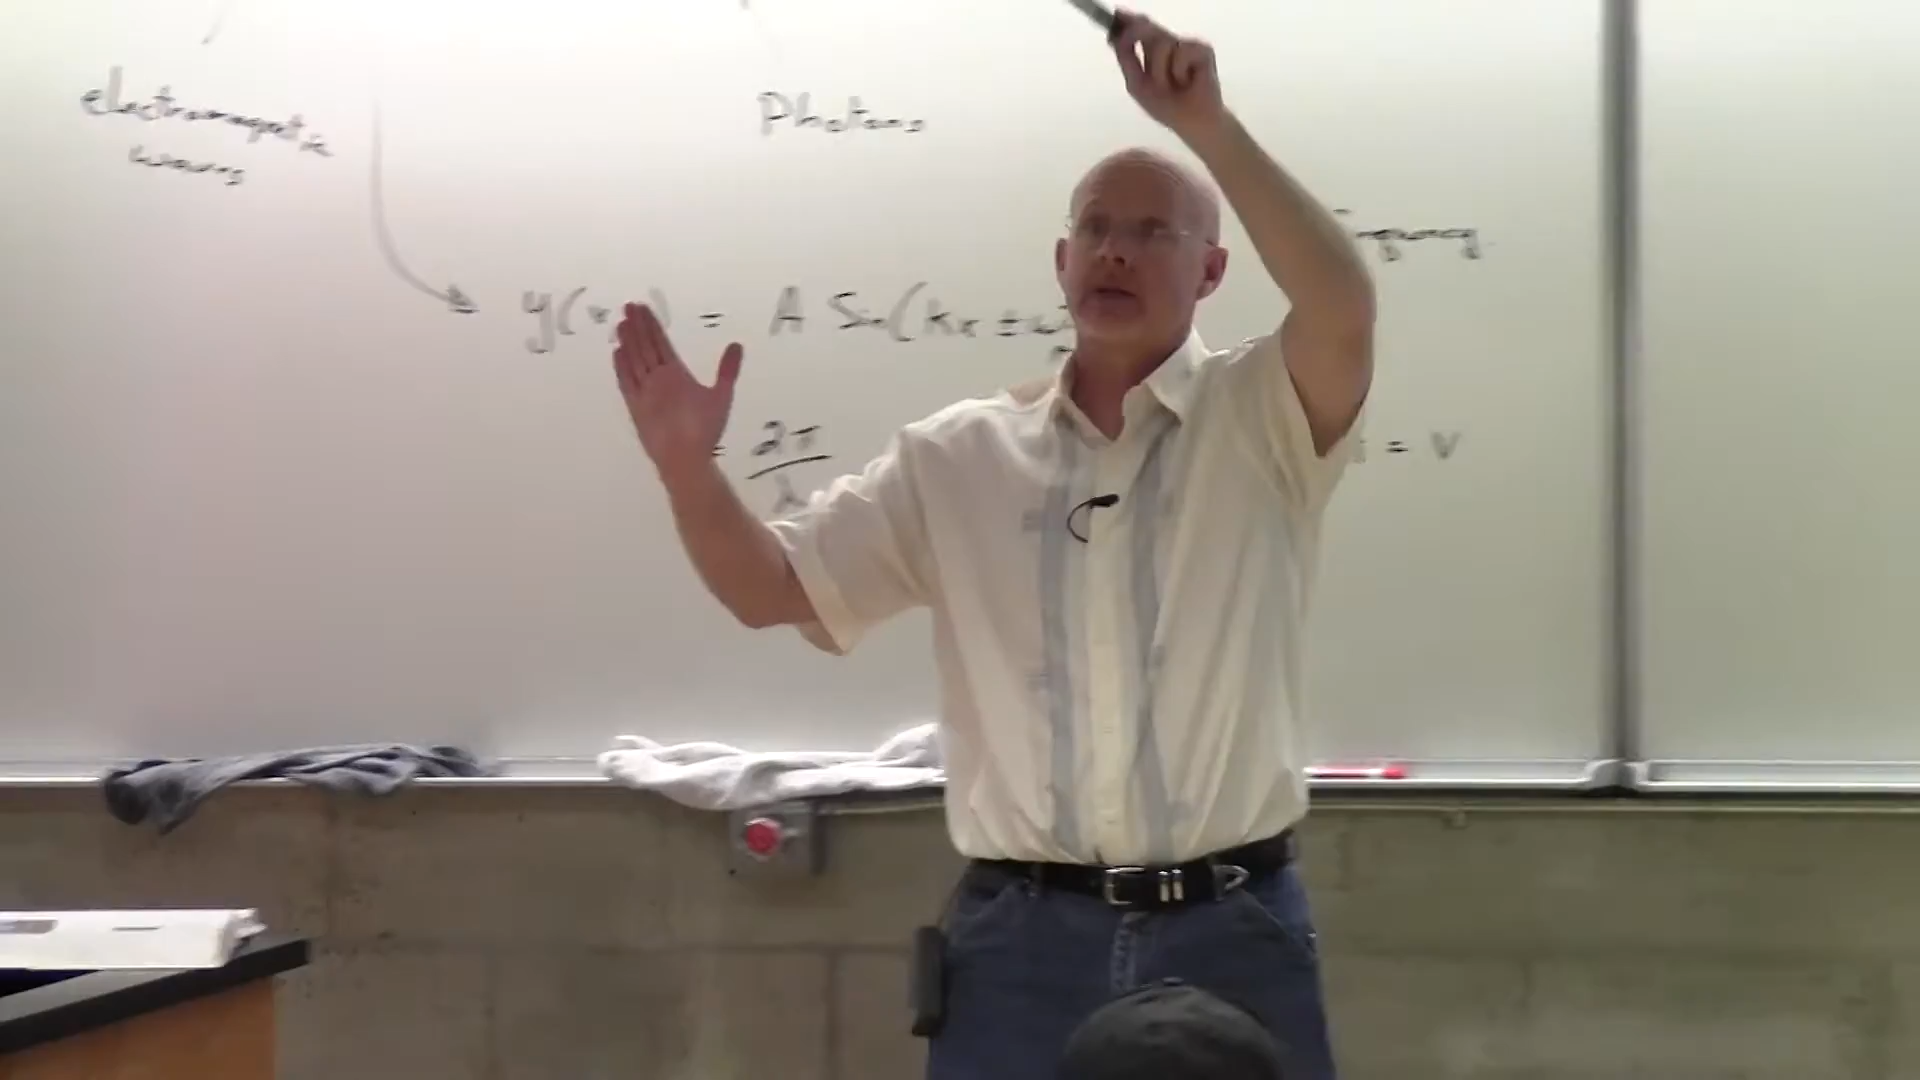 electromagnetic
waves
Photons
y(x ) = A Sin(kx ± ω
= 2π
λ
= v